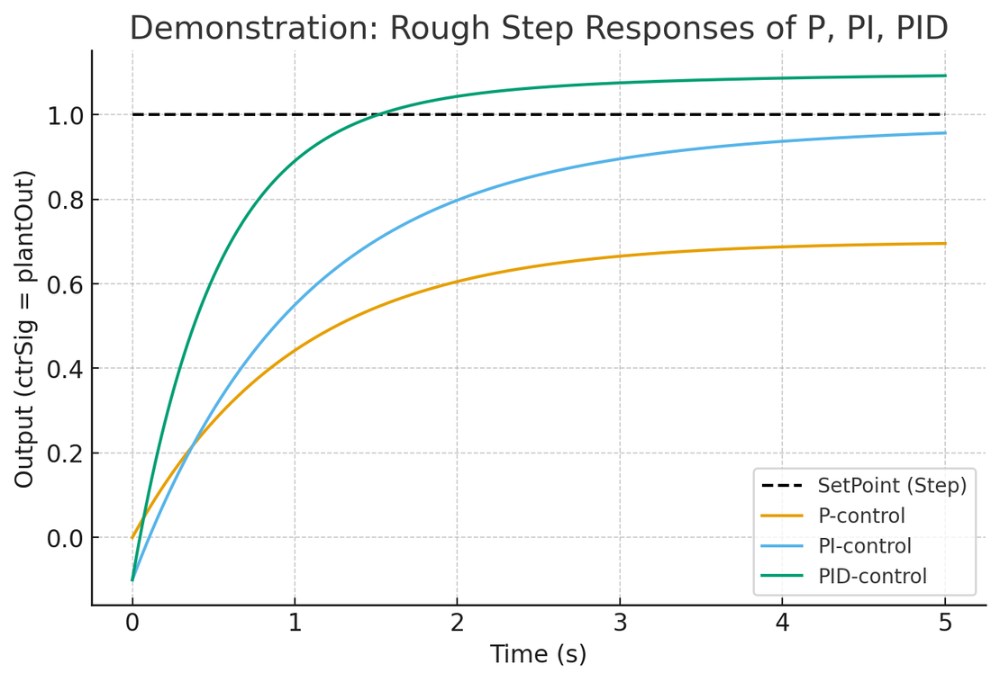 Demonstration: Rough Step Responses of P, PI, PID
Output (ctrSig = plantOut)
1.0
0.8
0.6
0.4
0.2
0.0
SetPoint (Step)
P-control
PI-control
PID-control
0 1 2 3 4 5
Time (s)